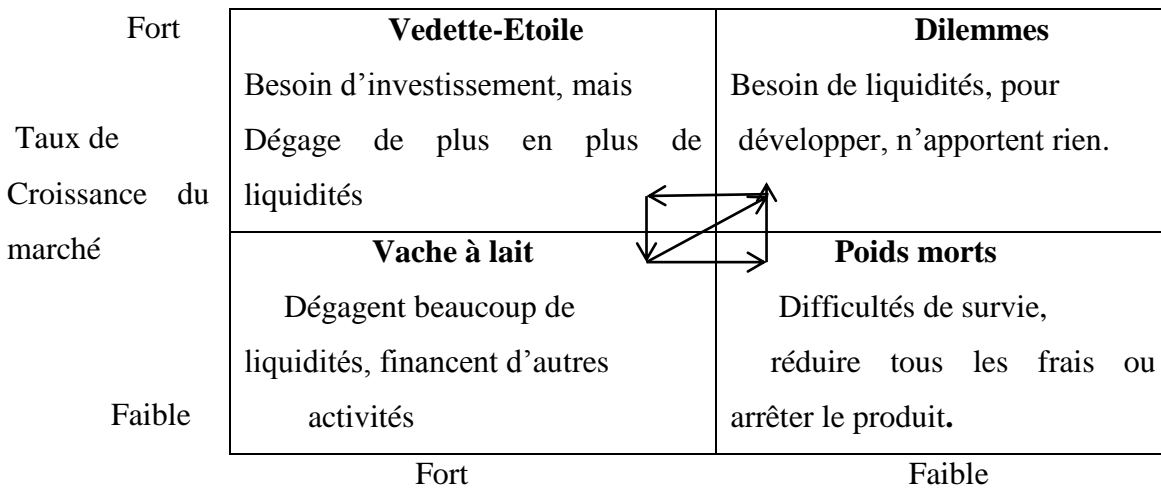 Fort
Vedette-Etoile
Dilemmes
Besoin d’investissement, mais
Besoin de liquidités, pour
Taux de
Dégage de plus en plus de
développer, n’apportent rien.
Croissance du
liquidités
marché
Vache à lait
Poids morts
Dégagent beaucoup de
Difficultés de survie,
liquidités, financent d’autres
réduire tous les frais ou
Faible
activités
arrêter le produit.
Fort
Faible